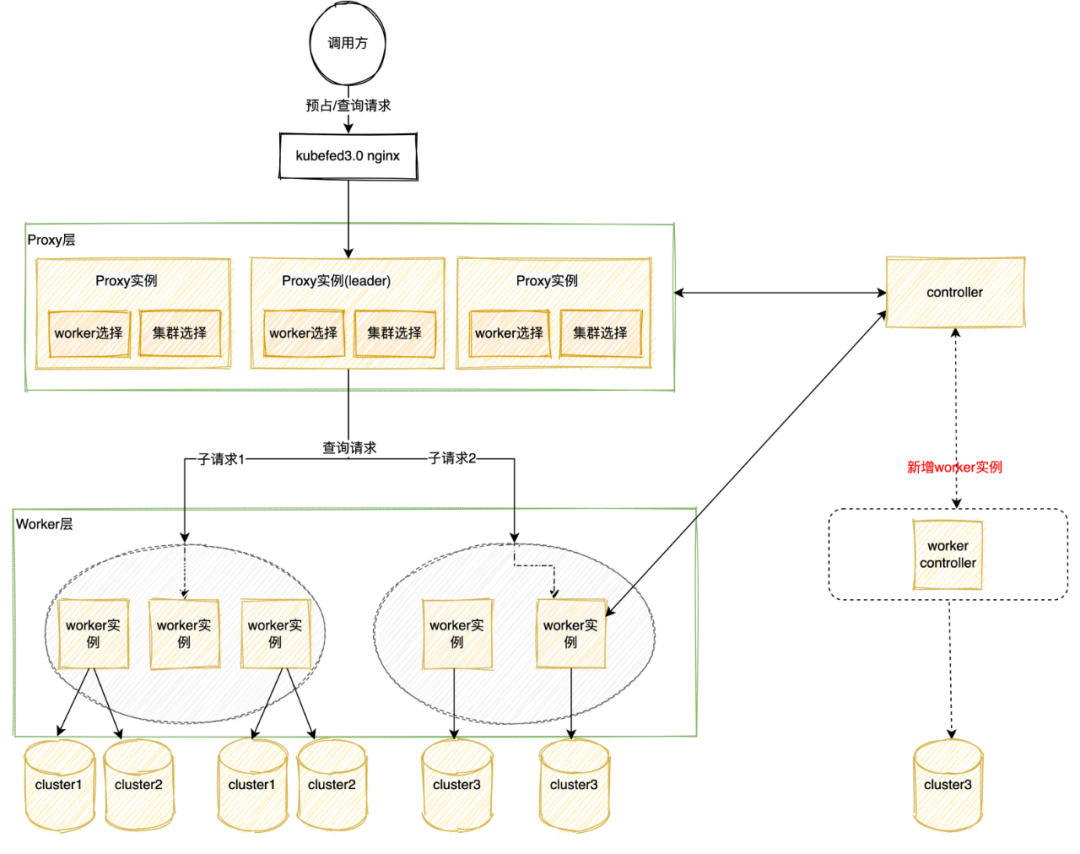 调用方
预占/查询请求
kubefed3.0 nginx
Proxy层
Proxy实例
Proxy实例(leader)
Proxy实例
worker选择
集群选择
worker选择
集群选择
worker选择
集群选择
controller
查询请求
子请求1
子请求2
新增worker实例
Worker层
worker
controller
worker实
例
worker实
例
worker实
例
worker实
例
worker实
例
cluster1
cluster2
cluster1
cluster2
cluster3
cluster3
cluster3